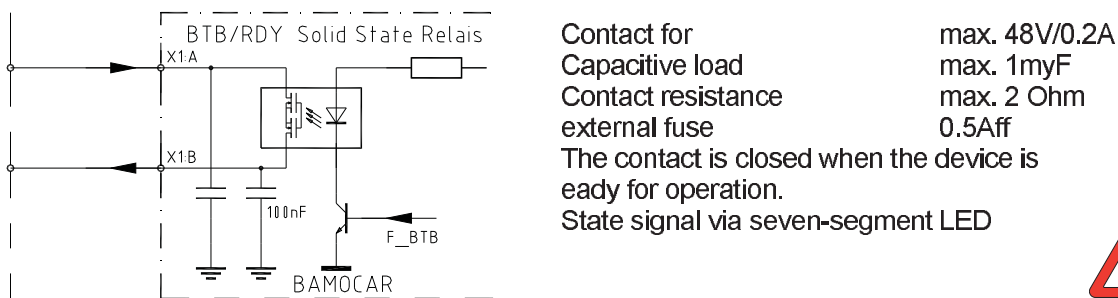 BTB/RDY Solid State Relais
X1:A
X1:B
100nF
F_BTB
BAMOCAR
Contact for max. 48V/0.2A
Capacitive load max. 1myF
Contact resistance max. 2 Ohm
external fuse 0.5Aff
The contact is closed when the device is
eady for operation.
State signal via seven-segment LED